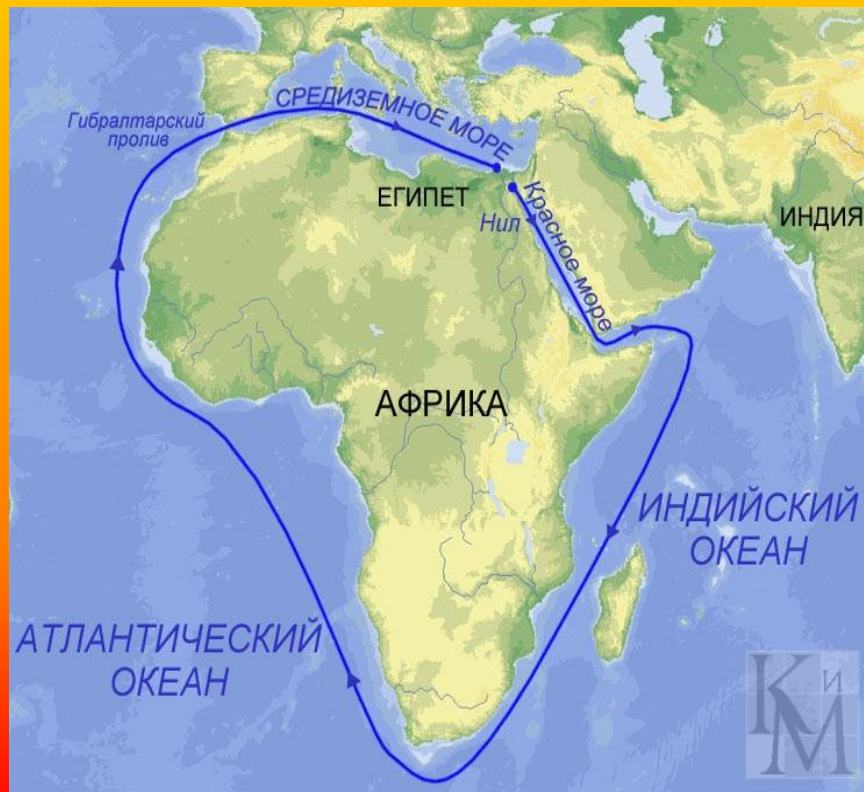 СРЕДИЗЕМНОЕ МОРЕ
Гибралтарский
пролив
ЕГИПЕТ
Нил
Красное море
ИНДИЯ
АФРИКА
ИНДИЙСКИЙ
ОКЕАН
АТЛАНТИЧЕСКИЙ
ОКЕАН
К И
М